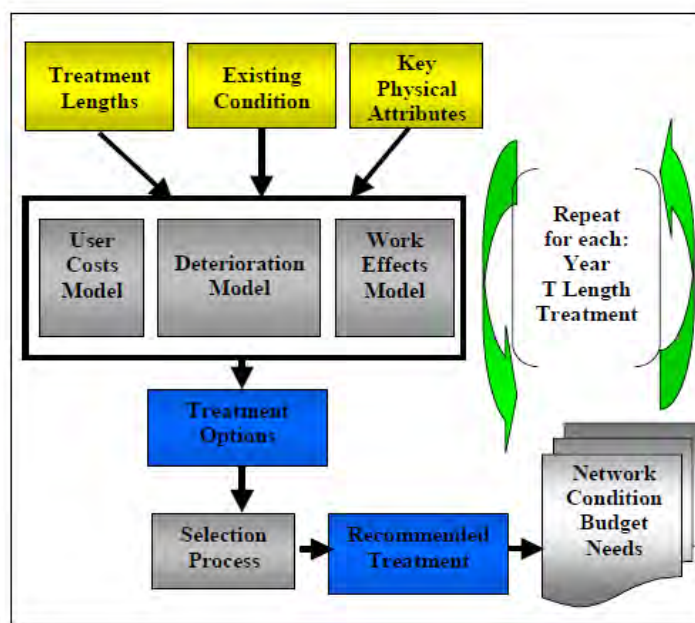 Treatment
Lengths
Existing
Condition
Key
Physical
Attributes
User
Costs
Model
Deterioration
Model
Work
Effects
Model
Repeat
for each:
Year
T Length
Treatment
Treatment
Options
Selection
Process
Recommended
Treatment
Network
Condition
Budget
Needs